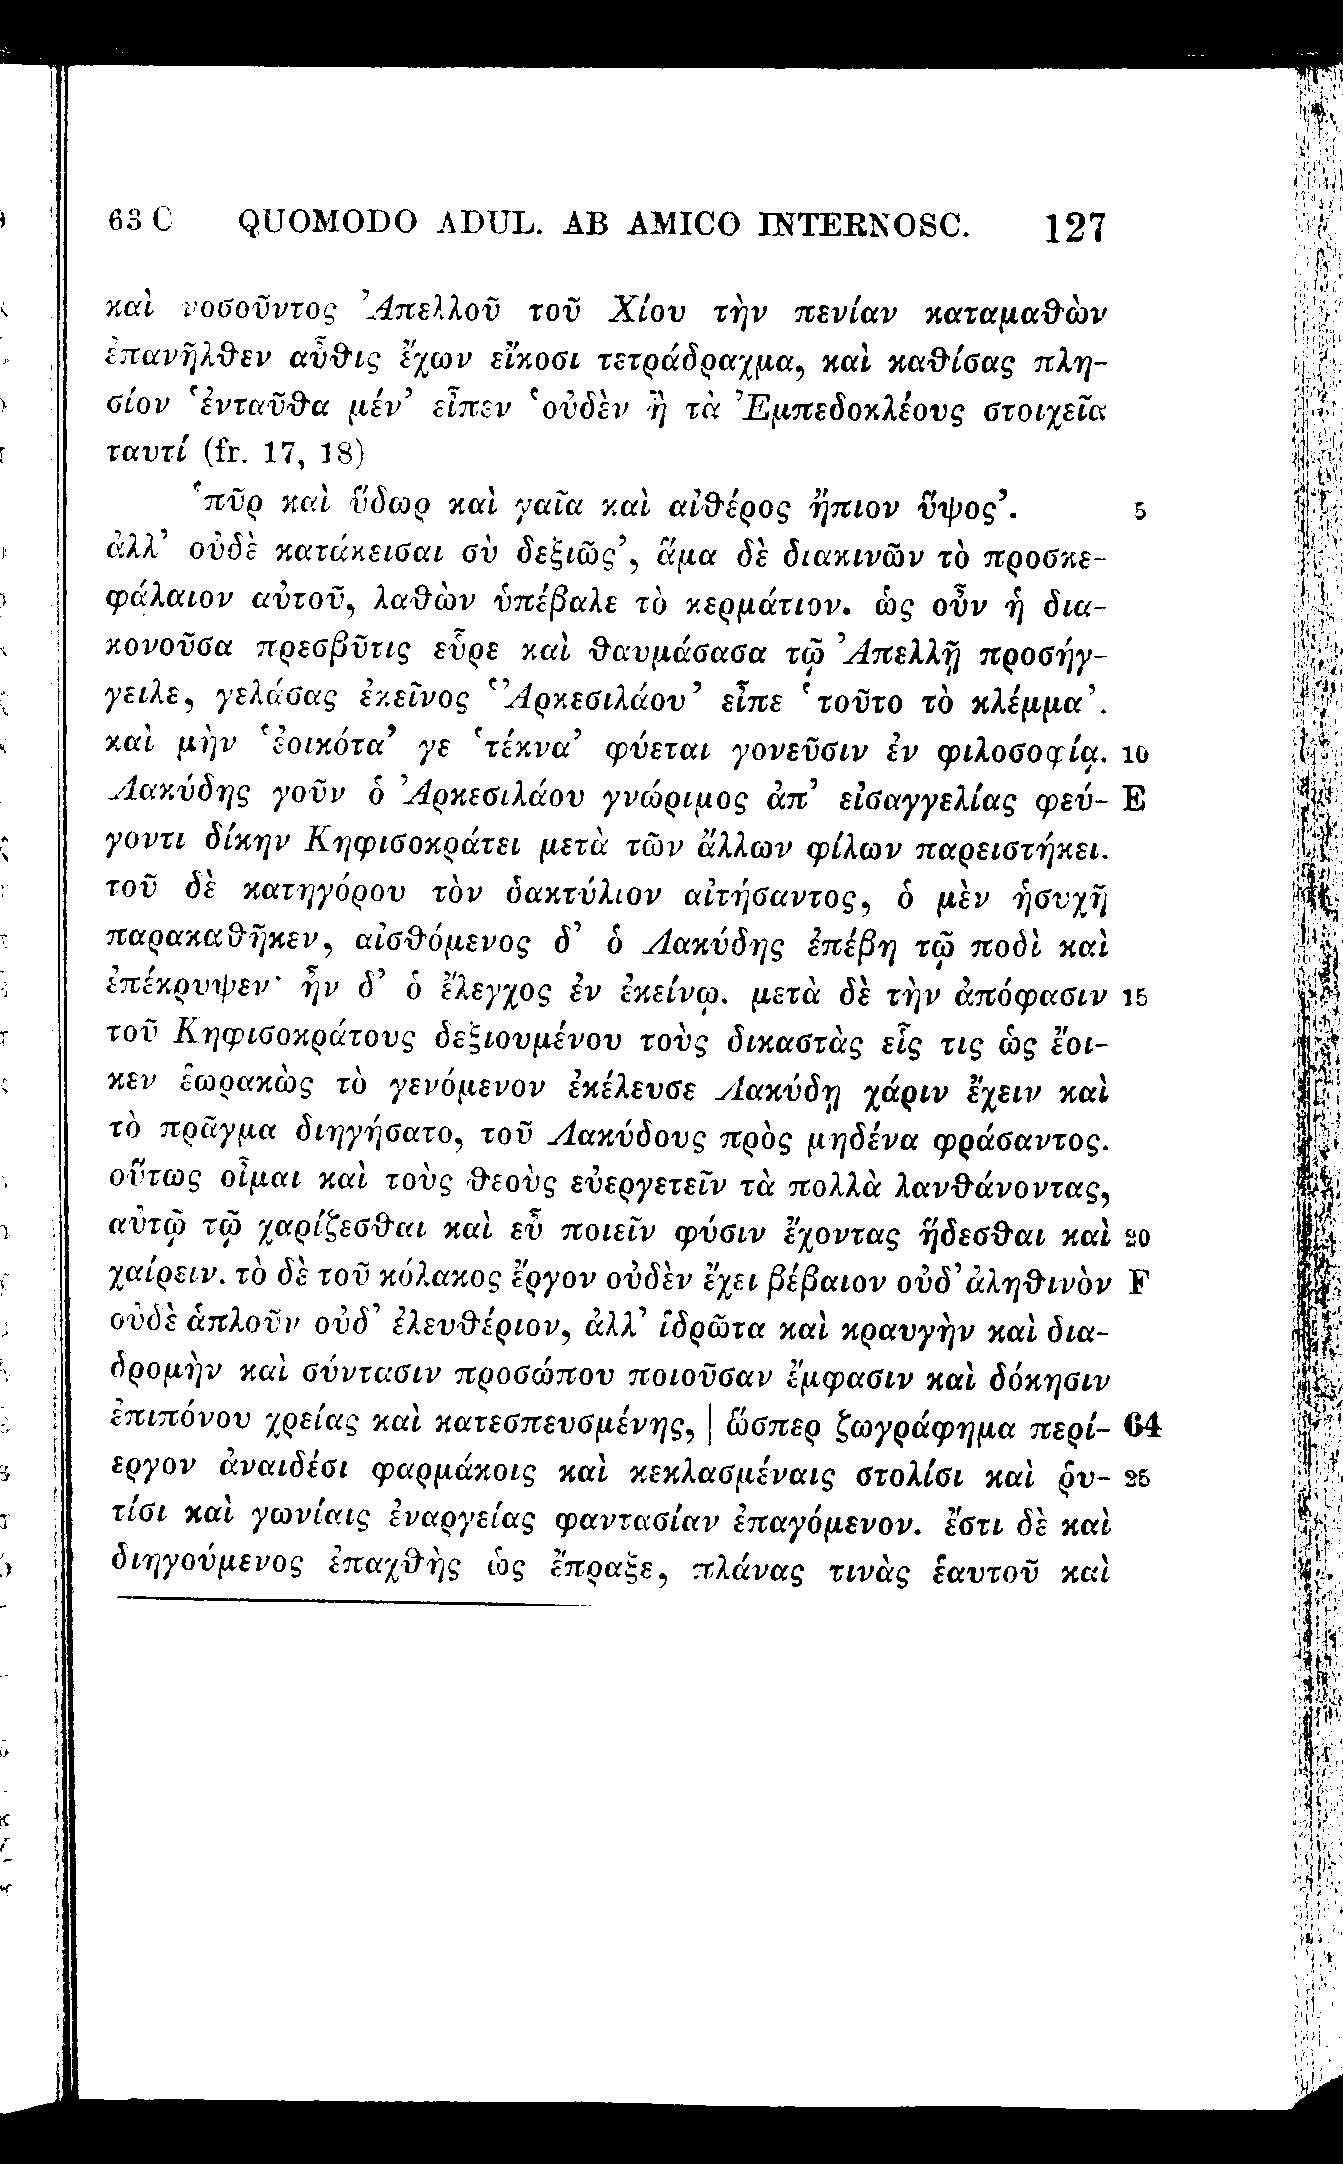 63 C QUOMODO ADUL. AB AMICO INTERNOSC. 127
καὶ νοσοῦντος Ἀπελλοῦ τοῦ Χίου τὴν πενίαν καταμαθὼν
ἐπανῆλθεν αὖθις ἔχων εἴκοσι τετράδραχμα, καὶ καθίσας πλη-
σίον ‘ἐνταῦθα μέν’ εἶπεν ‘οὐδὲν ἢ τὰ Ἐμπεδοκλέους στοιχεῖα
ταυτί (fr. 17, 18)
‘πῦρ καὶ ὕδωρ καὶ γαῖα καὶ αἰθέρος ἤπιον ὕψος’. 5
ἀλλ’ οὐδὲ κατάκεισαι σὺ δεξιῶς’, ἅμα δὲ διακινῶν τὸ προσκε-
φάλαιον αὐτοῦ, λαθὼν ὑπέβαλε τὸ κερμάτιον. ὡς οὖν ἡ δια-
κονοῦσα πρεσβῦτις εὗρε καὶ θαυμάσασα τῷ Ἀπελλῇ προσήγ-
γειλε, γελάσας ἐκεῖνος ‘Ἀρκεσιλάου’ εἶπε ‘τοῦτο τὸ κλέμμα’.
καὶ μὴν ‘ἐοικότα’ γε ‘τέκνα’ φύεται γονεῦσιν ἐν φιλοσοφίᾳ. 10
Λακύδης γοῦν ὁ Ἀρκεσιλάου γνώριμος ἀπ’ εἰσαγγελίας φεύ- E
γοντι δίκην Κηφισοκράτει μετὰ τῶν ἄλλων φίλων παρειστήκει.
τοῦ δὲ κατηγόρου τὸν δακτύλιον αἰτήσαντος, ὁ μὲν ἡσυχῆ
παρακαθῆκεν, αἰσθόμενος δ’ ὁ Λακύδης ἐπέβη τῷ ποδὶ καὶ
ἐπέκρυψεν· ἦν δ’ ὁ ἔλεγχος ἐν ἐκείνῳ. μετὰ δὲ τὴν ἀπόφασιν 15
τοῦ Κηφισοκράτους δεξιουμένου τοὺς δικαστὰς εἷς τις ὡς ἔοι-
κεν ἑωρακὼς τὸ γενόμενον ἐκέλευσε Λακύδῃ χάριν ἔχειν καὶ
τὸ πρᾶγμα διηγήσατο, τοῦ Λακύδους πρὸς μηδένα φράσαντος.
οὕτως οἶμαι καὶ τοὺς θεοὺς εὐεργετεῖν τὰ πολλὰ λανθάνοντας,
αὐτῷ τῷ χαρίζεσθαι καὶ εὖ ποιεῖν φύσιν ἔχοντας ἥδεσθαι καὶ 20
χαίρειν. τὸ δὲ τοῦ κόλακος ἔργον οὐδὲν ἔχει βέβαιον οὐδ’ ἀληθινὸν F
οὐδὲ ἁπλοῦν οὐδ’ ἐλευθέριον, ἀλλ’ ἱδρῶτα καὶ κραυγὴν καὶ δια-
δρομὴν καὶ σύντασιν προσώπου ποιοῦσαν ἔμφασιν καὶ δόκησιν
ἐπιπόνου χρείας καὶ κατεσπευσμένης, | ὥσπερ ζωγράφημα περί- 64
εργον ἀναιδέσι φαρμάκοις καὶ κεκλασμέναις στολίσι καὶ ῥυ- 25
τίσι καὶ γωνίαις ἐναργείας φαντασίαν ἐπαγόμενον. ἔστι δὲ καὶ
διηγούμενος ἐπαχθὴς ὡς ἔπραξε, πλάνας τινὰς ἑαυτοῦ καὶ